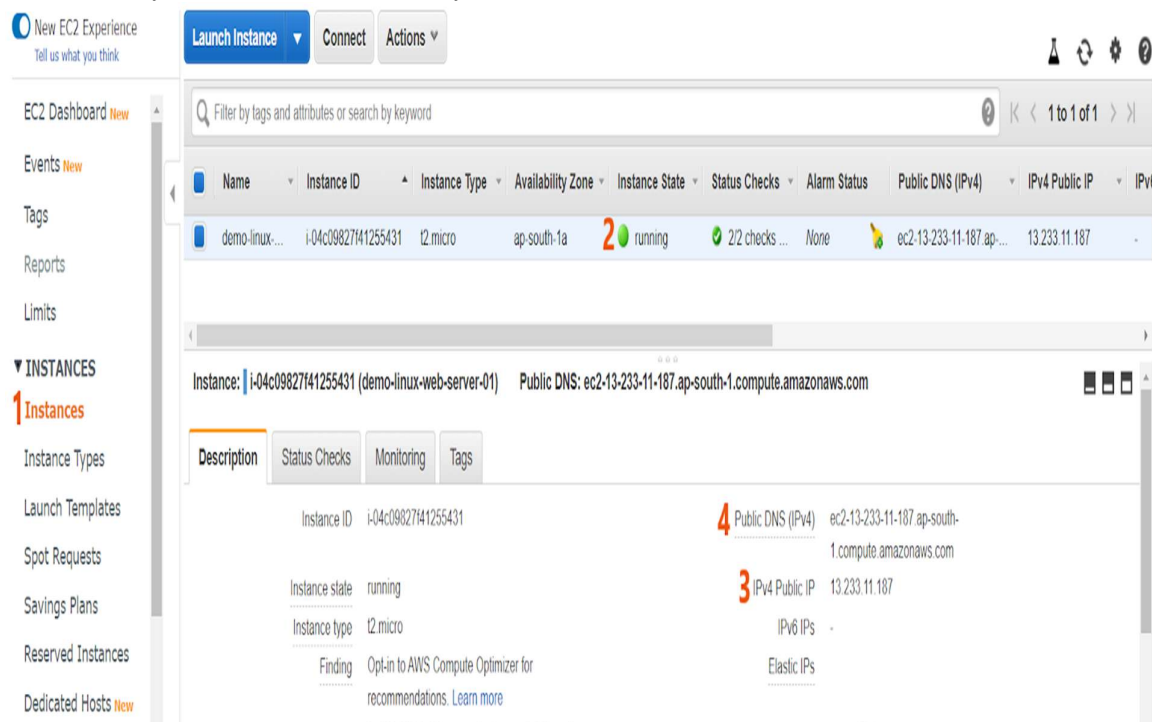 New EC2 Experience
Tell us what you think
EC2 Dashboard New
Events New
Tags
Reports
Limits
▼ INSTANCES
1 Instances
Instance Types
Launch Templates
Spot Requests
Savings Plans
Reserved Instances
Dedicated Hosts New
Launch Instance ▼ Connect Actions
Filter by tags and attributes or search by keyword 1 to 1 of 1
Name Instance ID Instance Type Availability Zone Instance State Status Checks Alarm Status Public DNS (IPv4) IPv4 Public IP
demo-linux-... i-04c09827f41255431 t2.micro ap-south-1a 2 running 2/2 checks ... None ec2-13-233-11-187.ap-... 13.233.11.187 -
Instance: i-04c09827f41255431 (demo-linux-web-server-01) Public DNS: ec2-13-233-11-187.ap-south-1.compute.amazonaws.com
Description Status Checks Monitoring Tags
Instance ID i-04c09827f41255431
Instance state running
Instance type t2.micro
Finding Opt-in to AWS Compute Optimizer for
recommendations. Learn more
4 Public DNS (IPv4) ec2-13-233-11-187.ap-south-
1.compute.amazonaws.com
3 IPv4 Public IP 13.233.11.187
IPv6 IPs -
Elastic IPs